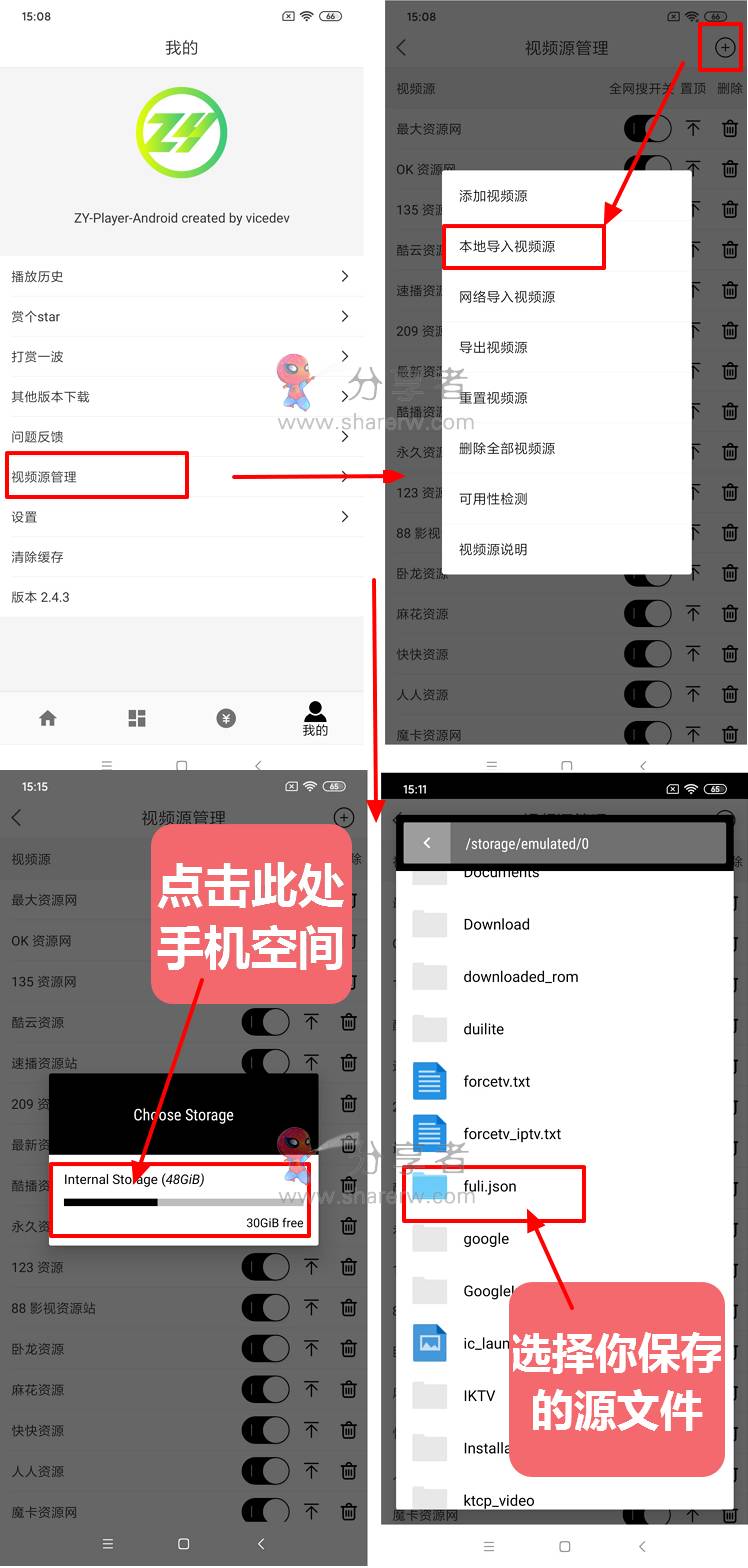 15:08
66
我的
ZY-Player-Android created by vicedev
播放历史
赏个star
打赏一波
其他版本下载
问题反馈
视频源管理
设置
清除缓存
版本 2.4.3
我的
15:08
66
视频源管理
视频源 全网搜开关 置顶 删除
最大资源网
OK 资源网
135 资源
酷云资
速播资
209 资
最新资
酷播资
永久资
123 资源
88 影视
卧龙资源
麻花资源
快快资源
人人资源
魔卡资源网
添加视频源
本地导入视频源
网络导入视频源
导出视频源
重置视频源
删除全部视频源
可用性检测
视频源说明
分享者
www.sharerw.com
15:15
65
视频源管理
视频源
除
最大资源网
OK 资源网
135 资源网
酷云资源
速播资源站
209 资
最新资
酷播资
永久资
123 资源
88 影视资源站
卧龙资源
麻花资源
快快资源
人人资源
魔卡资源网
点击此处
手机空间
Choose Storage
Internal Storage (48GiB)
30GiB free
15:11
65
/storage/emulated/0
Documents
Download
downloaded_rom
duilite
forcetv.txt
forcetv_iptv.txt
fuli.json
google
Google
ic_laun
IKTV
Installa
ktcp_video
魔卡资源网
选择你保存
的源文件
分享者
www.sharerw.com